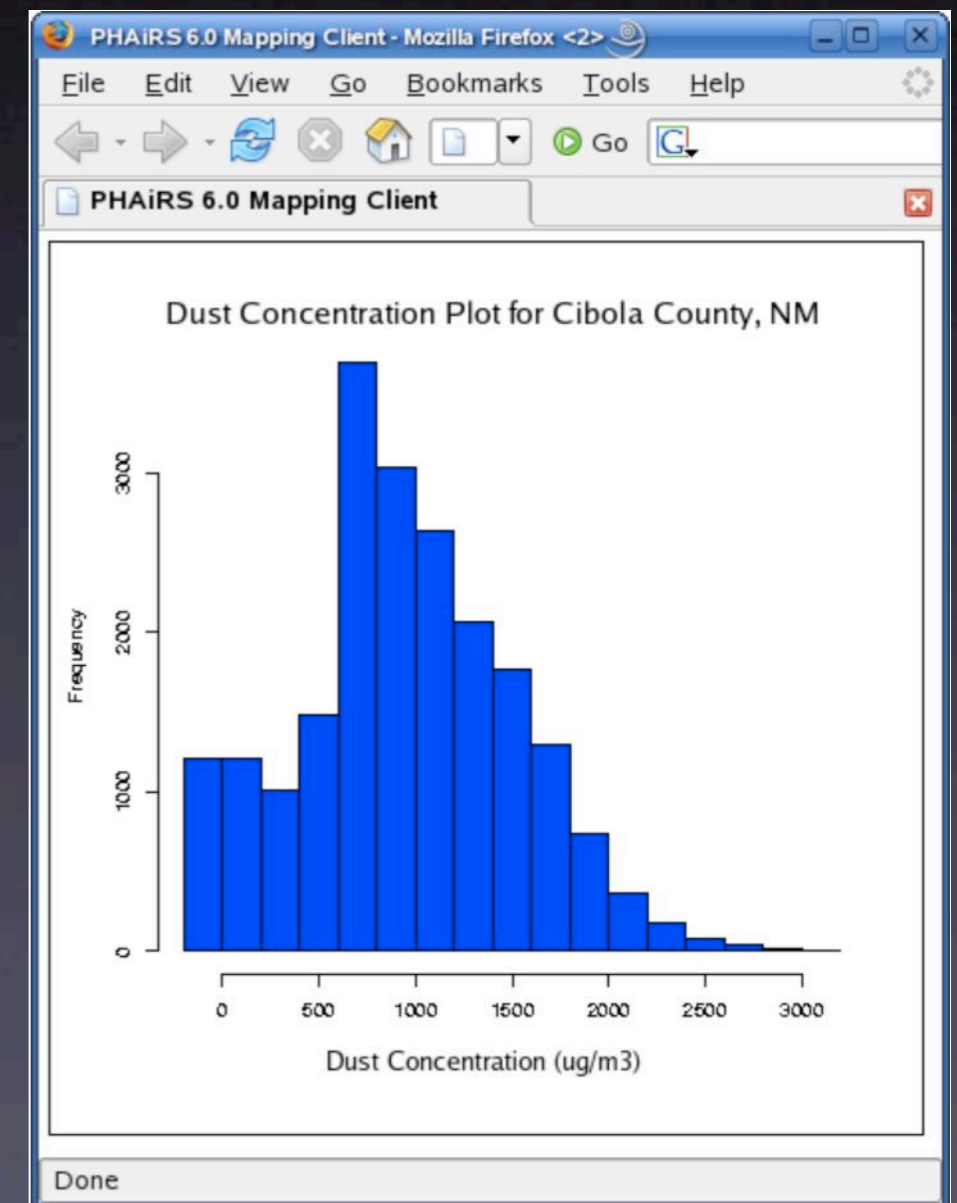 PHAiRS 6.0 Mapping Client - Mozilla Firefox <2>
File Edit View Go Bookmarks Tools Help
Go G
PHAiRS 6.0 Mapping Client
Dust Concentration Plot for Cibola County, NM
Frequency
3000
2000
1000
0
0 500 1000 1500 2000 2500 3000
Dust Concentration (ug/m3)
Done